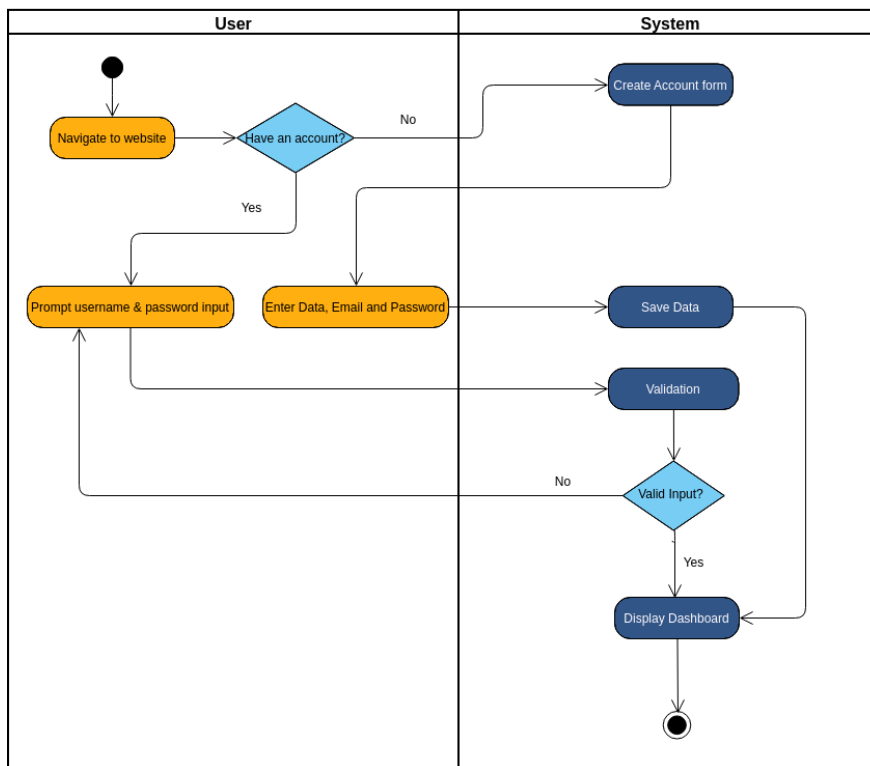 User
System
Create Account form
No
Navigate to website
Have an account?
Yes
Prompt username & password input
Enter Data, Email and Password
Save Data
Validation
No
Valid Input?
Yes
Display Dashboard